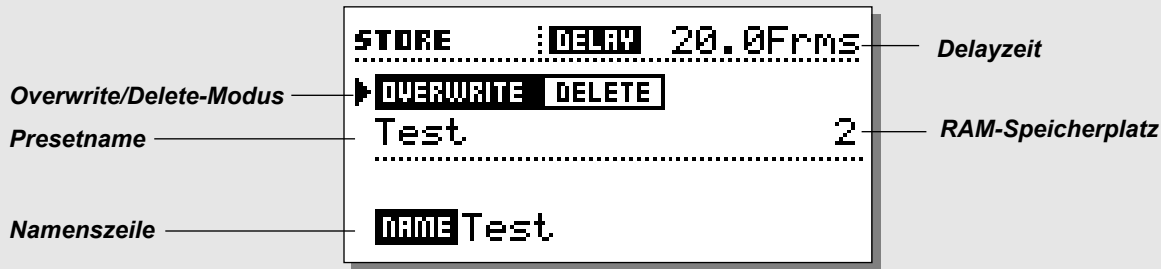 STORE DELAY 20.0Frms Delayzeit
Overwrite/Delete-Modus OVERWRITE DELETE
Presetname Test 2 RAM-Speicherplatz
Namenszeile NAME Test